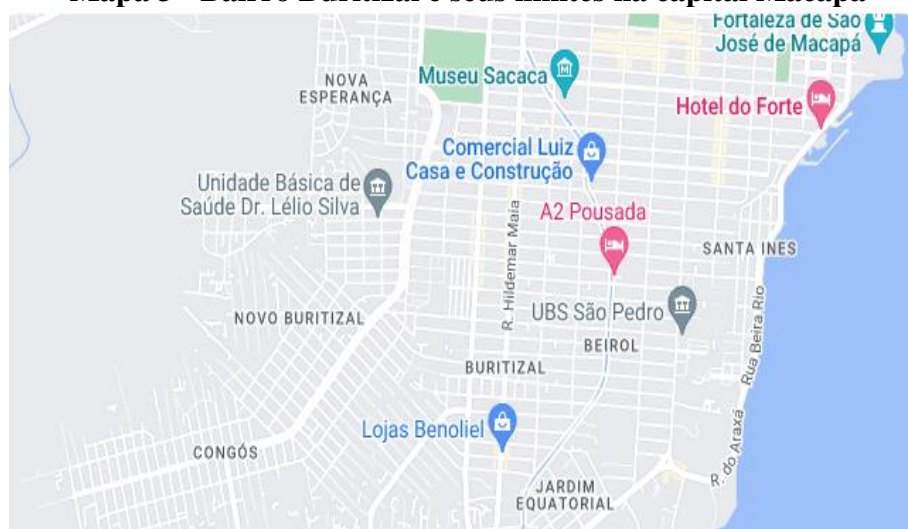 Mapa 3 - Bairro Buritizal e seus limites na capital Macapá
Fortaleza de São
José de Macapá
Museu Sacaca
NOVA
ESPERANÇA
Hotel do Forte
Comercial Luiz
Casa e Construção
Unidade Básica de
Saúde Dr. Lélio Silva
A2 Pousada
R. Hildemar Maia
SANTA INES
UBS São Pedro
NOVO BURITIZAL
BEIROL
Rua Beira Rio
BURITIZAL
Lojas Benoliel
CONGÓS
R. do Araxá
JARDIM
EQUATORIAL